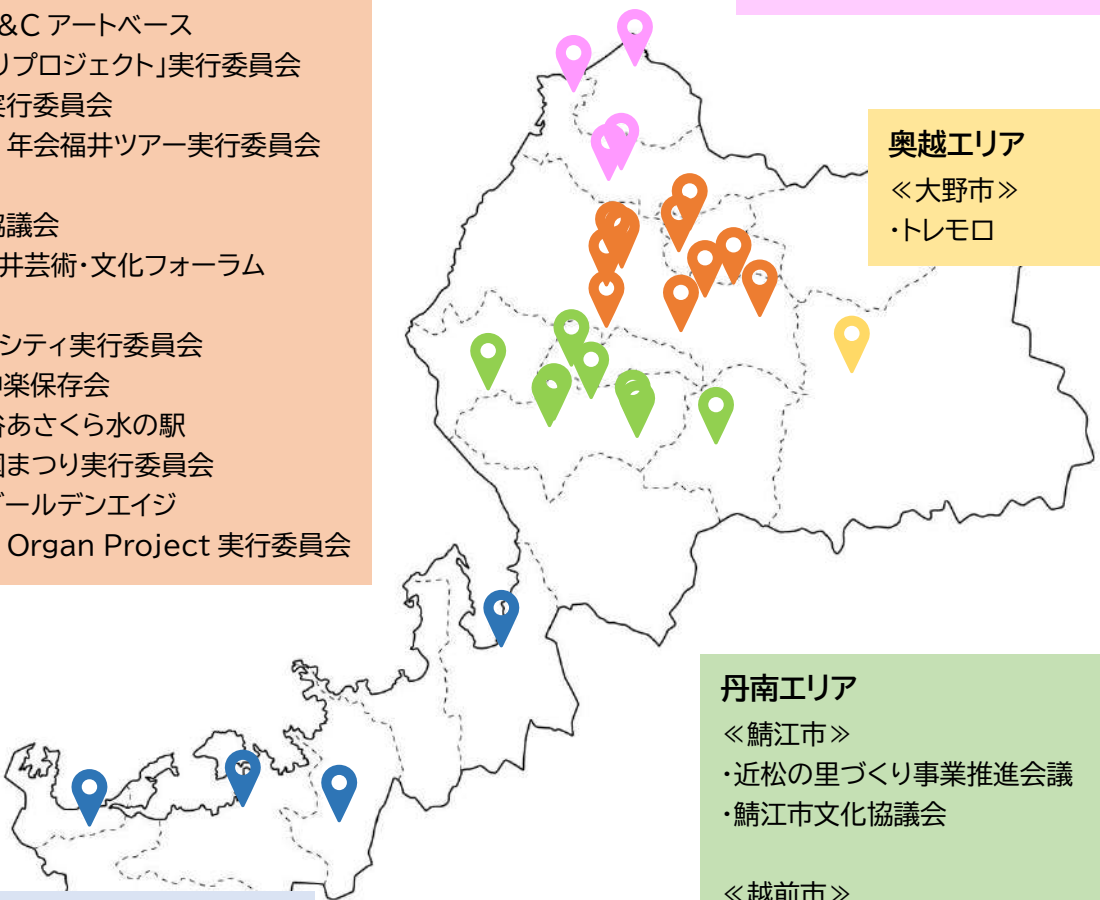 &C アートベース
リプロジェクト」実行委員会
実行委員会
年会福井ツアー実行委員会
協議会
井芸術・文化フォーラム
シティ実行委員会
神楽保存会
谷あさくら水の駅
まつり実行委員会
ゴールデンエイジ
Organ Project 実行委員会
奥越エリア
≪大野市≫
・トレモロ
丹南エリア
≪鯖江市≫
・近松の里づくり事業推進会議
・鯖江市文化協議会
≪越前市≫